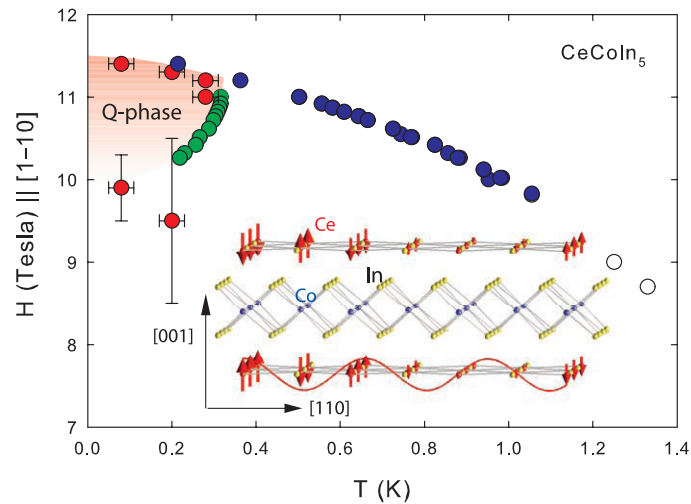 12
11
10
9
8
7
H (Tesla) || [1−10]
CeCoIn5
Q-phase
Ce
In
Co
[001]
[110]
0.0 0.2 0.4 0.6 0.8 1.0 1.2 1.4
T (K)